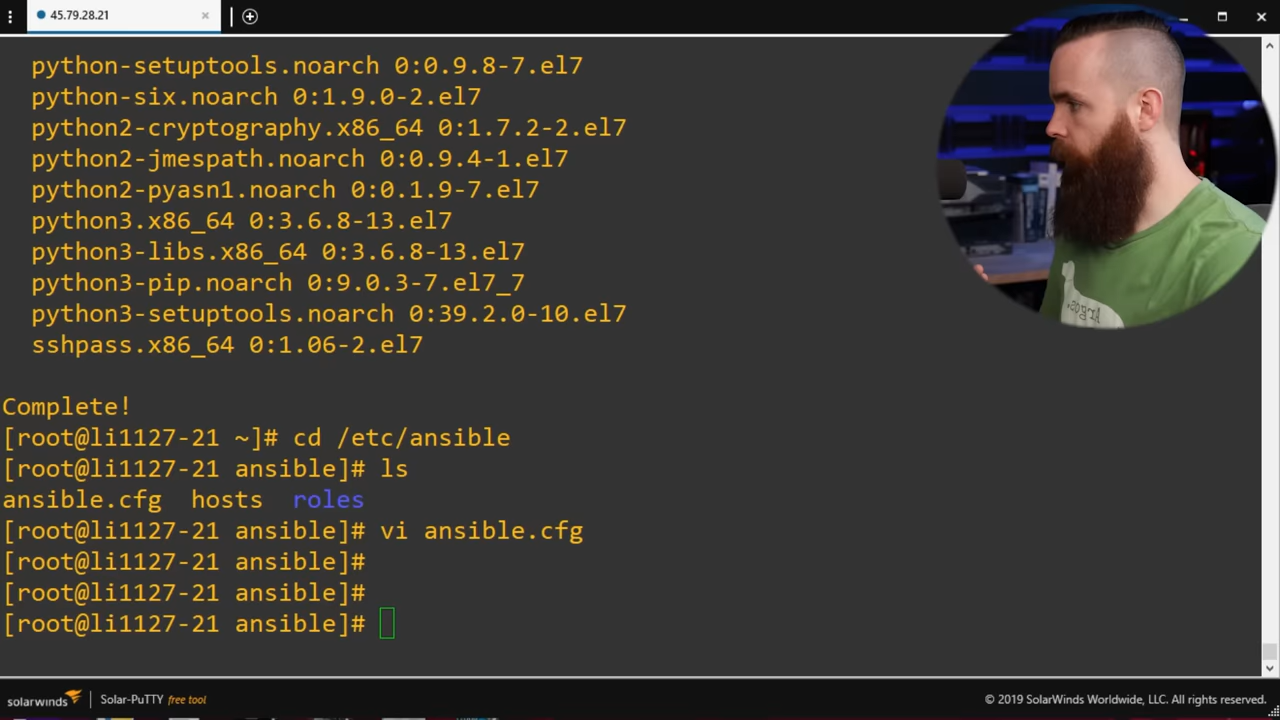 45.79.28.21
python-setuptools.noarch 0:0.9.8-7.el7
python-six.noarch 0:1.9.0-2.el7
python2-cryptography.x86_64 0:1.7.2-2.el7
python2-jmespath.noarch 0:0.9.4-1.el7
python2-pyasn1.noarch 0:0.1.9-7.el7
python3.x86_64 0:3.6.8-13.el7
python3-libs.x86_64 0:3.6.8-13.el7
python3-pip.noarch 0:9.0.3-7.el7_7
python3-setuptools.noarch 0:39.2.0-10.el7
sshpass.x86_64 0:1.06-2.el7
Complete!
[root@li1127-21 ~]# cd /etc/ansible
[root@li1127-21 ansible]# ls
ansible.cfg hosts roles
[root@li1127-21 ansible]# vi ansible.cfg
[root@li1127-21 ansible]#
[root@li1127-21 ansible]#
[root@li1127-21 ansible]#
solarwinds Solar-PuTTY free tool © 2019 SolarWinds Worldwide, LLC. All rights reserved.